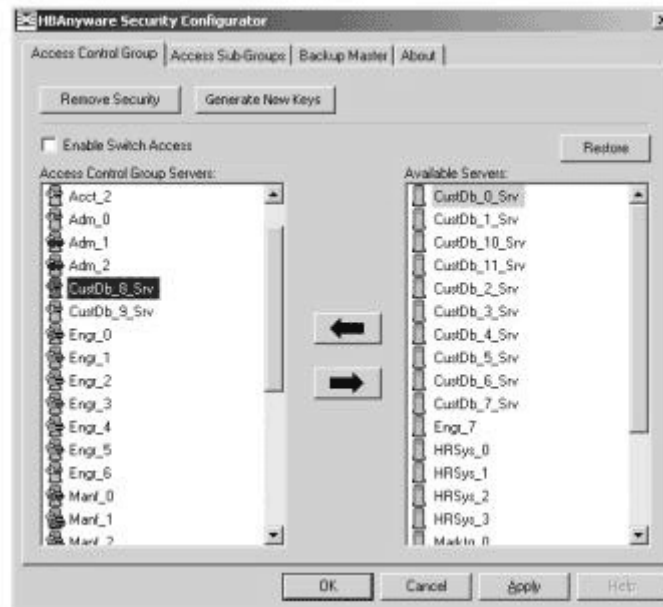 HBAnyware Security Configurator
Access Control Group Access Sub-Groups Backup Master About
Remove Security Generate New Keys
Enable Switch Access
Restore
Access Control Group Servers:
Acct_2
Adm_0
Adm_1
Adm_2
CustDb_8_Srv
CustDb_9_Srv
Engr_0
Engr_1
Engr_2
Engr_3
Engr_4
Engr_5
Engr_6
Manf_0
Manf_1
Manf_2
Available Servers:
CustDb_0_Srv
CustDb_1_Srv
CustDb_10_Srv
CustDb_11_Srv
CustDb_2_Srv
CustDb_3_Srv
CustDb_4_Srv
CustDb_5_Srv
CustDb_6_Srv
CustDb_7_Srv
Engr_7
HRSys_0
HRSys_1
HRSys_2
HRSys_3
Marktn_0
OK Cancel Apply Help